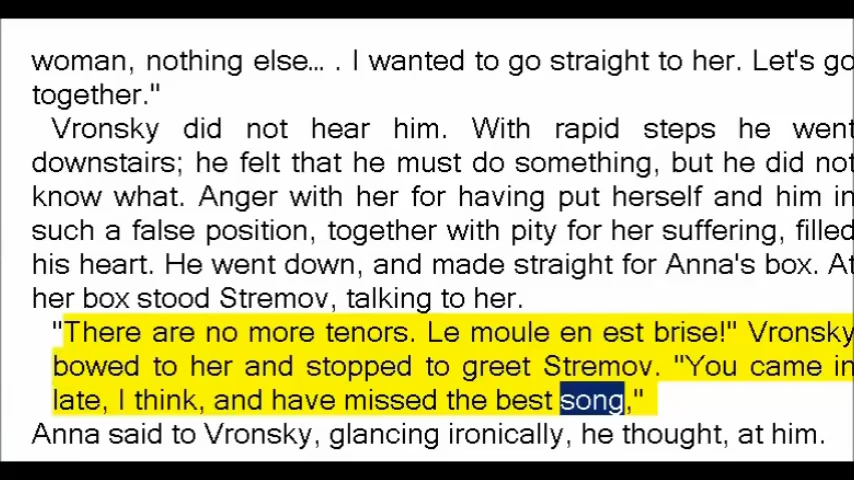 woman, nothing else... . I wanted to go straight to her. Let's go
together."
Vronsky did not hear him. With rapid steps he went
downstairs; he felt that he must do something, but he did not
know what. Anger with her for having put herself and him in
such a false position, together with pity for her suffering, filled
his heart. He went down, and made straight for Anna's box. At
her box stood Stremov, talking to her.
"There are no more tenors. Le moule en est brise!" Vronsky
bowed to her and stopped to greet Stremov. "You came in
late, I think, and have missed the best song,"
Anna said to Vronsky, glancing ironically, he thought, at him.